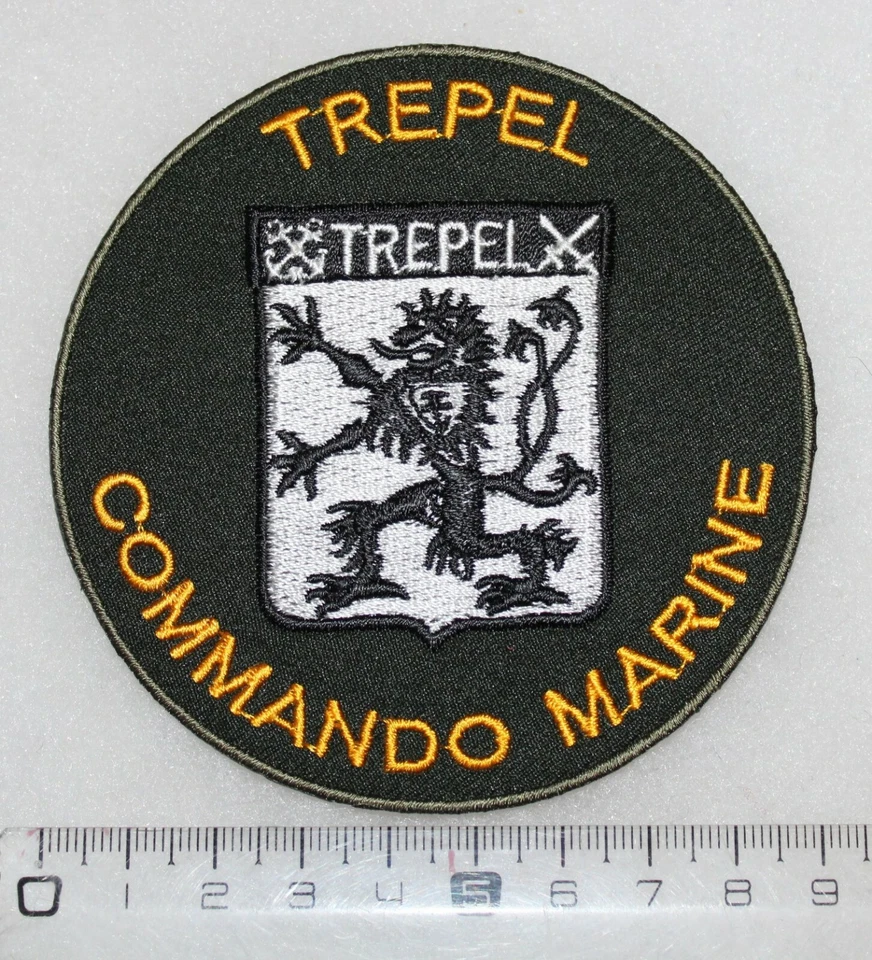 TREPEL
TREPEL
COMMANDO MARINE
0 1 2 3 4 5 6 7 8 9